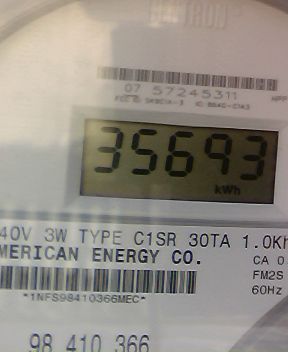 CENTRON
07 57245311
35693
kWh
40V 3W TYPE C1SR 30TA 1.0Kh
MERICAN ENERGY CO.
CA 0
FM2S
60Hz
*1NFS98410366MEC*
98 410 366